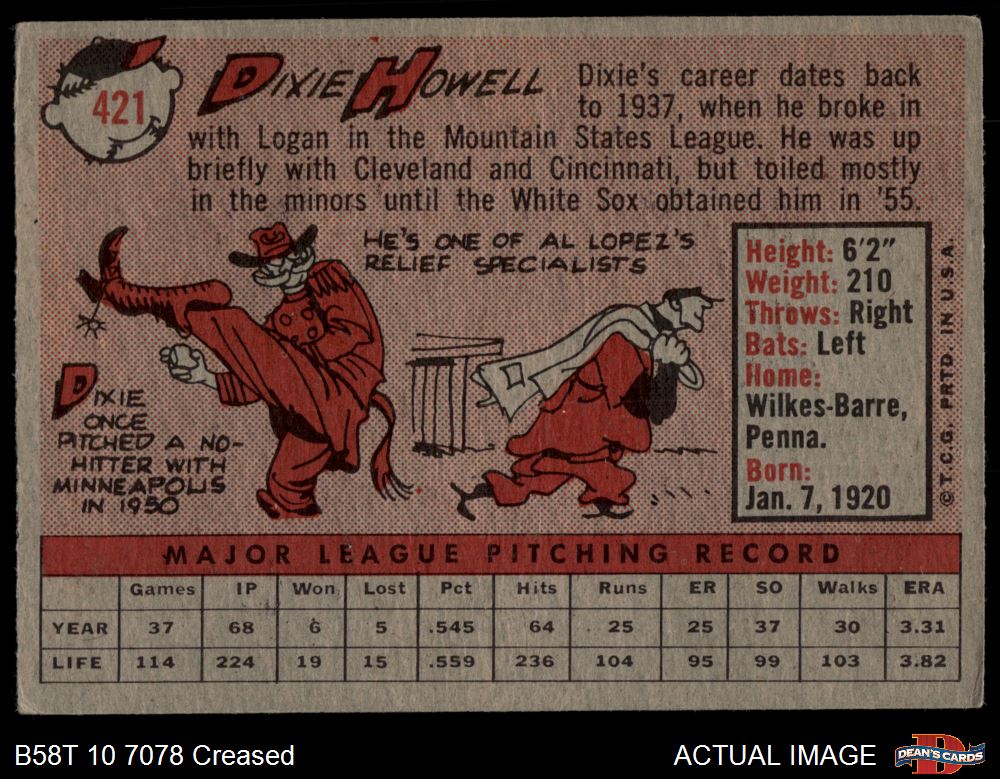 421
DIXIE HOWELL
Dixie's career dates back
to 1937, when he broke in
with Logan in the Mountain States League. He was up
briefly with Cleveland and Cincinnati, but toiled mostly
in the minors until the White Sox obtained him in '55.
HE'S ONE OF AL LOPEZ'S
RELIEF SPECIALISTS
DIXIE
ONCE
PITCHED A NO-
HITTER WITH
MINNEAPOLIS
IN 1950
Height: 6'2"
Weight: 210
Throws: Right
Bats: Left
Home:
Wilkes-Barre,
Penna.
Born:
Jan. 7, 1920
© T.C.G. PRTD. IN U.S.A.
MAJOR LEAGUE PITCHING RECORD
Games IP Won Lost Pct Hits Runs ER SO Walks ERA
YEAR 37 68 6 5 .545 64 25 25 37 30 3.31
LIFE 114 224 19 15 .559 236 104 95 99 103 3.82
B58T 10 7078 Creased
ACTUAL IMAGE
DEAN'S CARDS